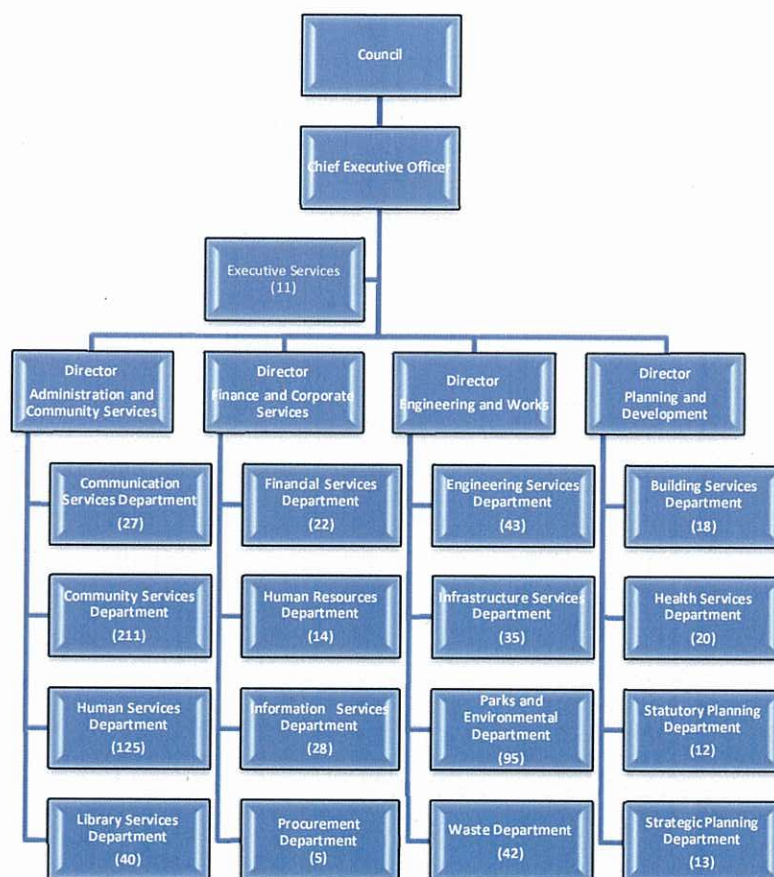 Council
Chief Executive Officer
Executive Services
(11)
Director
Administration and
Community Services
Director
Finance and Corporate
Services
Director
Engineering and Works
Director
Planning and
Development
Communication
Services Department
(27)
Financial Services
Department
(22)
Engineering Services
Department
(43)
Building Services
Department
(18)
Community Services
Department
(211)
Human Resources
Department
(14)
Infrastructure Services
Department
(35)
Health Services
Department
(20)
Human Services
Department
(125)
Information Services
Department
(28)
Parks and
Environmental
Department
(95)
Statutory Planning
Department
(12)
Library Services
Department
(40)
Procurement
Department
(5)
Waste Department
(42)
Strategic Planning
Department
(13)